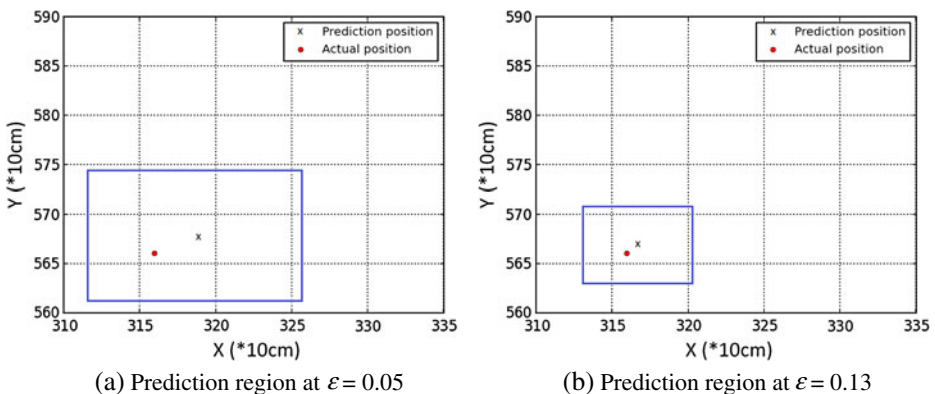 590
585
580
575
570
565
560
310
315
320
325
330
335
Y (*10cm)
X (*10cm)
x Prediction position
Actual position
x
(a) Prediction region at ε = 0.05
590
585
580
575
570
565
560
310
315
320
325
330
335
Y (*10cm)
X (*10cm)
x Prediction position
Actual position
x
(b) Prediction region at ε = 0.13